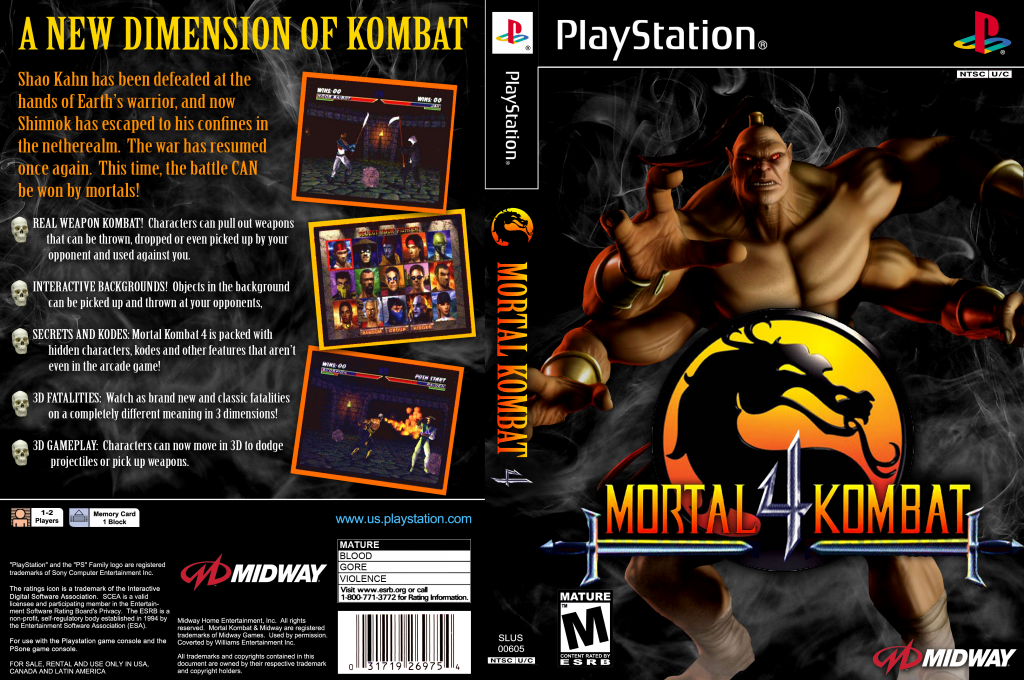 A NEW DIMENSION OF KOMBAT
Shao Kahn has been defeated at the
hands of Earth's warrior, and now
Shinnok has escaped to his confines in
the netherealm. The war has resumed
once again. This time, the battle CAN
be won by mortals!
REAL WEAPON KOMBAT! Characters can pull out weapons
that can be thrown, dropped or even picked up by your
opponent and used against you.
INTERACTIVE BACKGROUNDS! Objects in the background
can be picked up and thrown at your opponents,
SECRETS AND KODES: Mortal Kombat 4 is packed with
hidden characters, kodes and other features that aren't
even in the arcade game!
3D FATALITIES: Watch as brand new and classic fatalities
on a completely different meaning in 3 dimensions!
3D GAMEPLAY: Characters can now move in 3D to dodge
projectiles or pick up weapons.
WINS: 00
WINS: 00
SELECT YOUR FIGHTER
RANDOM GROUP HIDDEN
WINS: 00
PUSH START
SCORPION
RAIDEN
1-2
Players
Memory Card
1 Block
www.us.playstation.com
"PlayStation" and the "PS" Family logo are registered
trademarks of Sony Computer Entertainment Inc.
The ratings icon is a trademark of the Interactive
Digital Software Association. SCEA is a valid
licensee and participating member in the Entertain-
ment Software Rating Board's Privacy. The ESRB is a
non-profit, self-regulatory body established in 1994 by
the Entertainment Software Association (ESA).
For use with the Playstation game console and the
PSone game console.
FOR SALE, RENTAL AND USE ONLY IN USA,
CANADA AND LATIN AMERICA
MIDWAY
Midway Home Entertainment, Inc. All rights
reserved. Mortal Kombat & Midway are registered
trademarks of Midway Games. Used by permission.
Coverted by Williams Entertainment Inc.
All trademarks and copyrights contained in this
document are owned by their respective trademark
and copyright holders.
MATURE
BLOOD
GORE
VIOLENCE
Visit www.esrb.org or call
1-800-771-3772 for Rating Information.
0 31719 26975 4
PlayStation®
MORTAL KOMBAT
4
SLUS
00605
NTSC U/C
PlayStation®
NTSC U/C
MORTAL 4 KOMBAT
MATURE
M
CONTENT RATED BY
ESRB
MIDWAY